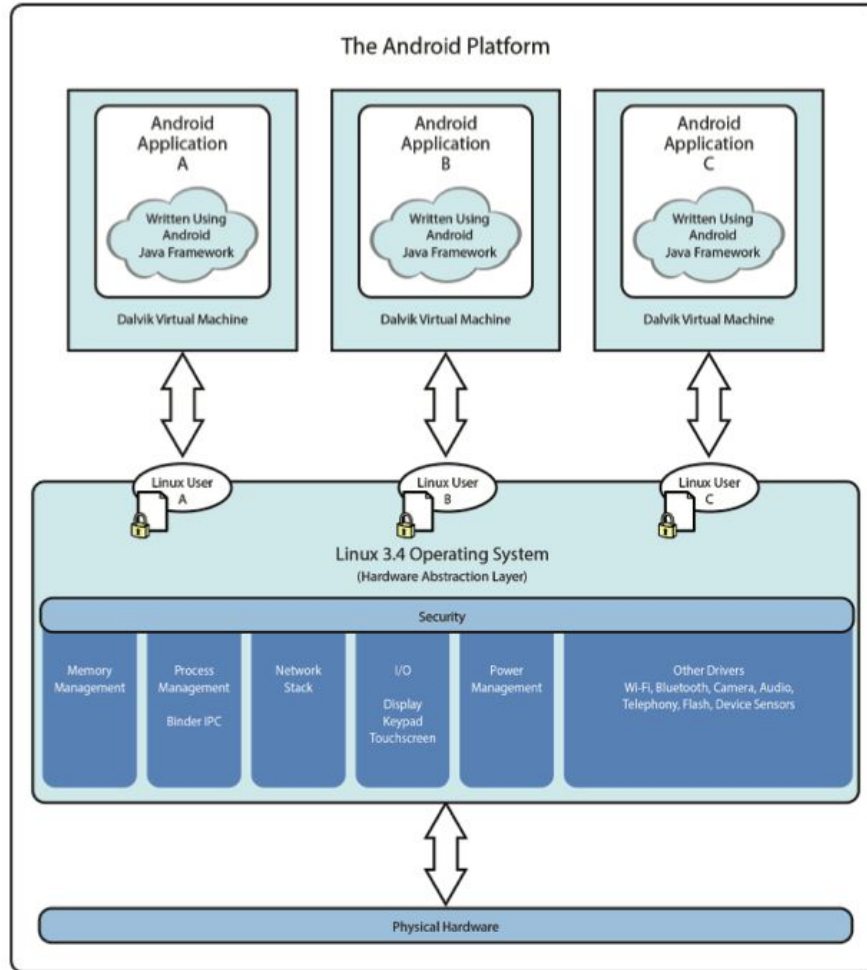 The Android Platform
Android
Application
A
Written Using
Android
Java Framework
Dalvik Virtual Machine
Android
Application
B
Written Using
Android
Java Framework
Dalvik Virtual Machine
Android
Application
C
Written Using
Android
Java Framework
Dalvik Virtual Machine
Linux User
A
Linux User
B
Linux User
C
Linux 3.4 Operating System
(Hardware Abstraction Layer)
Security
Memory
Management
Process
Management
Binder IPC
Network
Stack
I/O
Display
Keypad
Touchscreen
Power
Management
Other Drivers
Wi-Fi, Bluetooth, Camera, Audio,
Telephony, Flash, Device Sensors
Physical Hardware